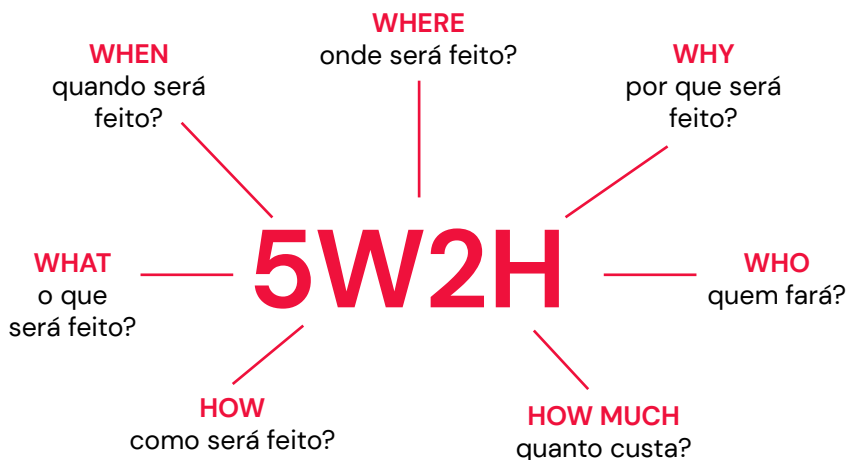 WHERE
onde será feito?
WHEN
quando será
feito?
WHY
por que será
feito?
5W2H
WHAT
o que
será feito?
WHO
quem fará?
HOW
como será feito?
HOW MUCH
quanto custa?